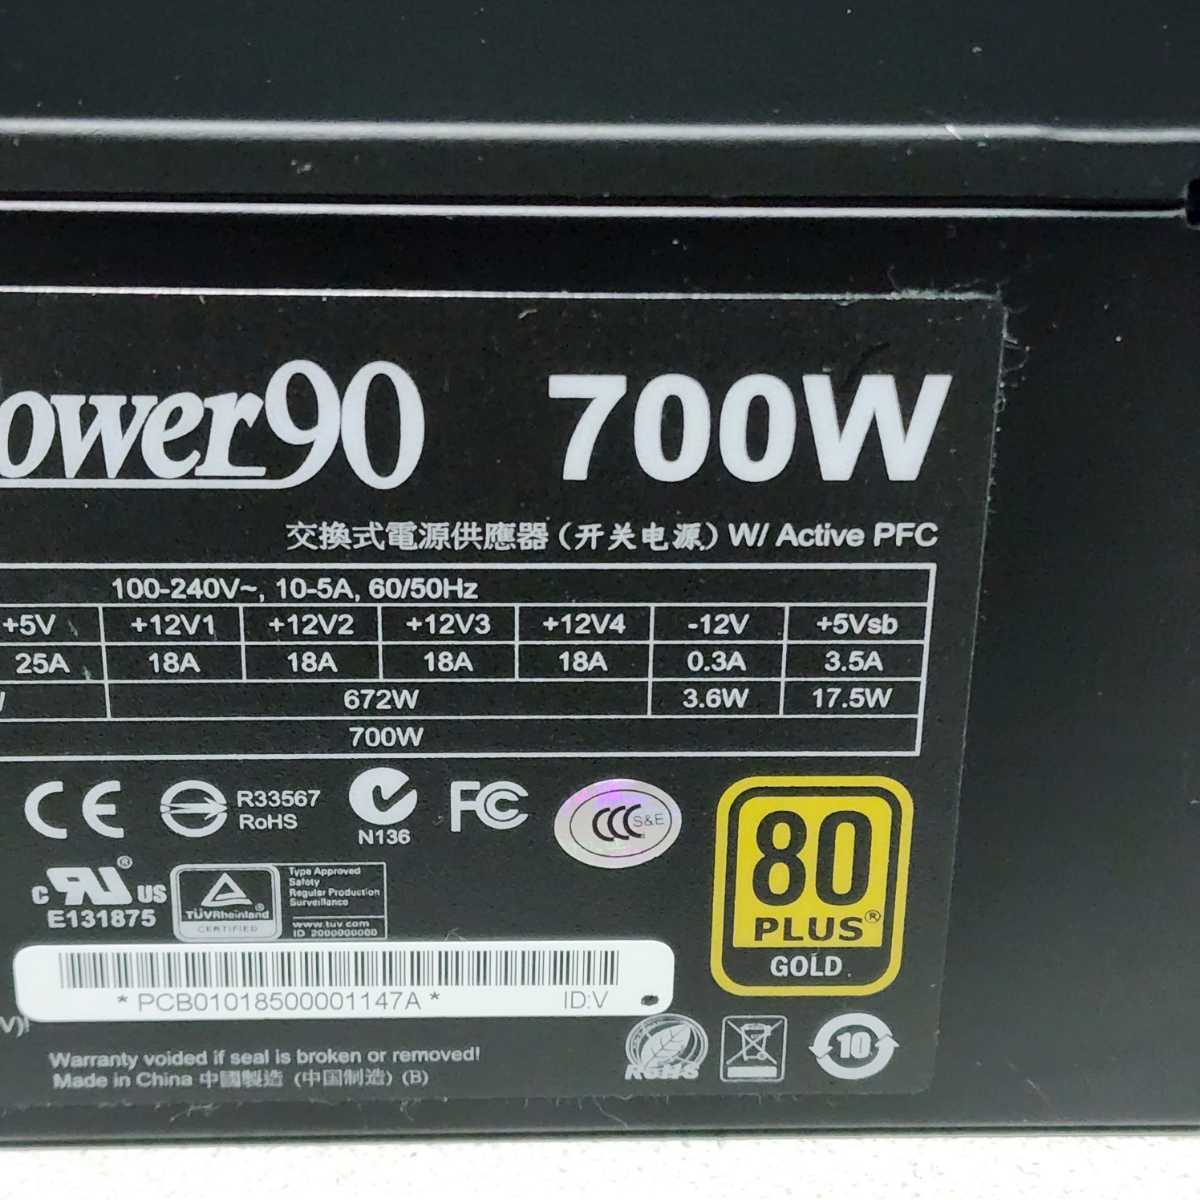 Power90 700W
交換式電源供應器 (开关电源) W/ Active PFC
100-240V~, 10-5A, 60/50Hz
+5V +12V1 +12V2 +12V3 +12V4 -12V +5Vsb
25A 18A 18A 18A 18A 0.3A 3.5A
672W 3.6W 17.5W
700W
CE R33567 RoHS N136 FC CCC S&E
80 PLUS® GOLD
c RU® US E131875
TÜVRheinland® CERTIFIED
Type Approved
Safety
Regular Production
Surveillance
www.tuv.com
ID 2000000000
*PCB01018500001147A* ID:V
V)!
Warranty voided if seal is broken or removed!
Made in China 中國製造 (中国制造) (B)
RoHS 10